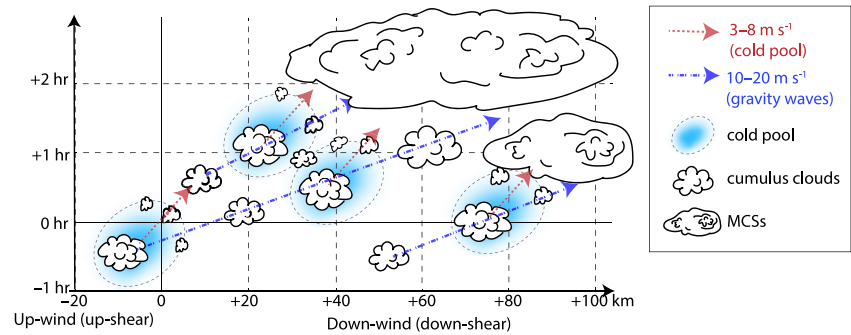 +2 hr
+1 hr
0 hr
−1 hr
−20
0
+20
+40
+60
+80
+100 km
Up-wind (up-shear)
Down-wind (down-shear)
3–8 m s⁻¹
(cold pool)
10–20 m s⁻¹
(gravity waves)
cold pool
cumulus clouds
MCSs